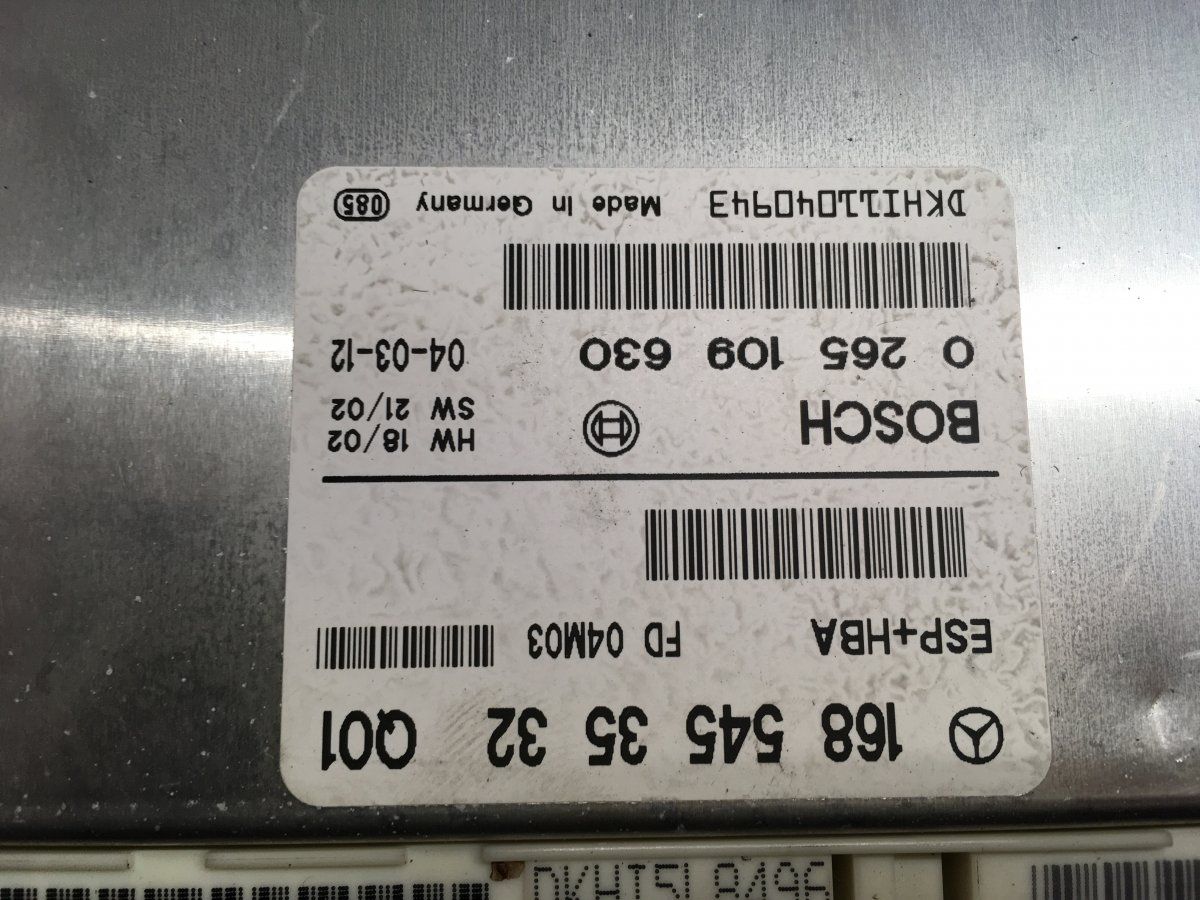 168 545 35 32 Q01
ESP+HBA FD 04M03
BOSCH HW 18/02
SW 21/02
0 265 109 630 04-03-12
DKHI11040943 Made In Germany 085